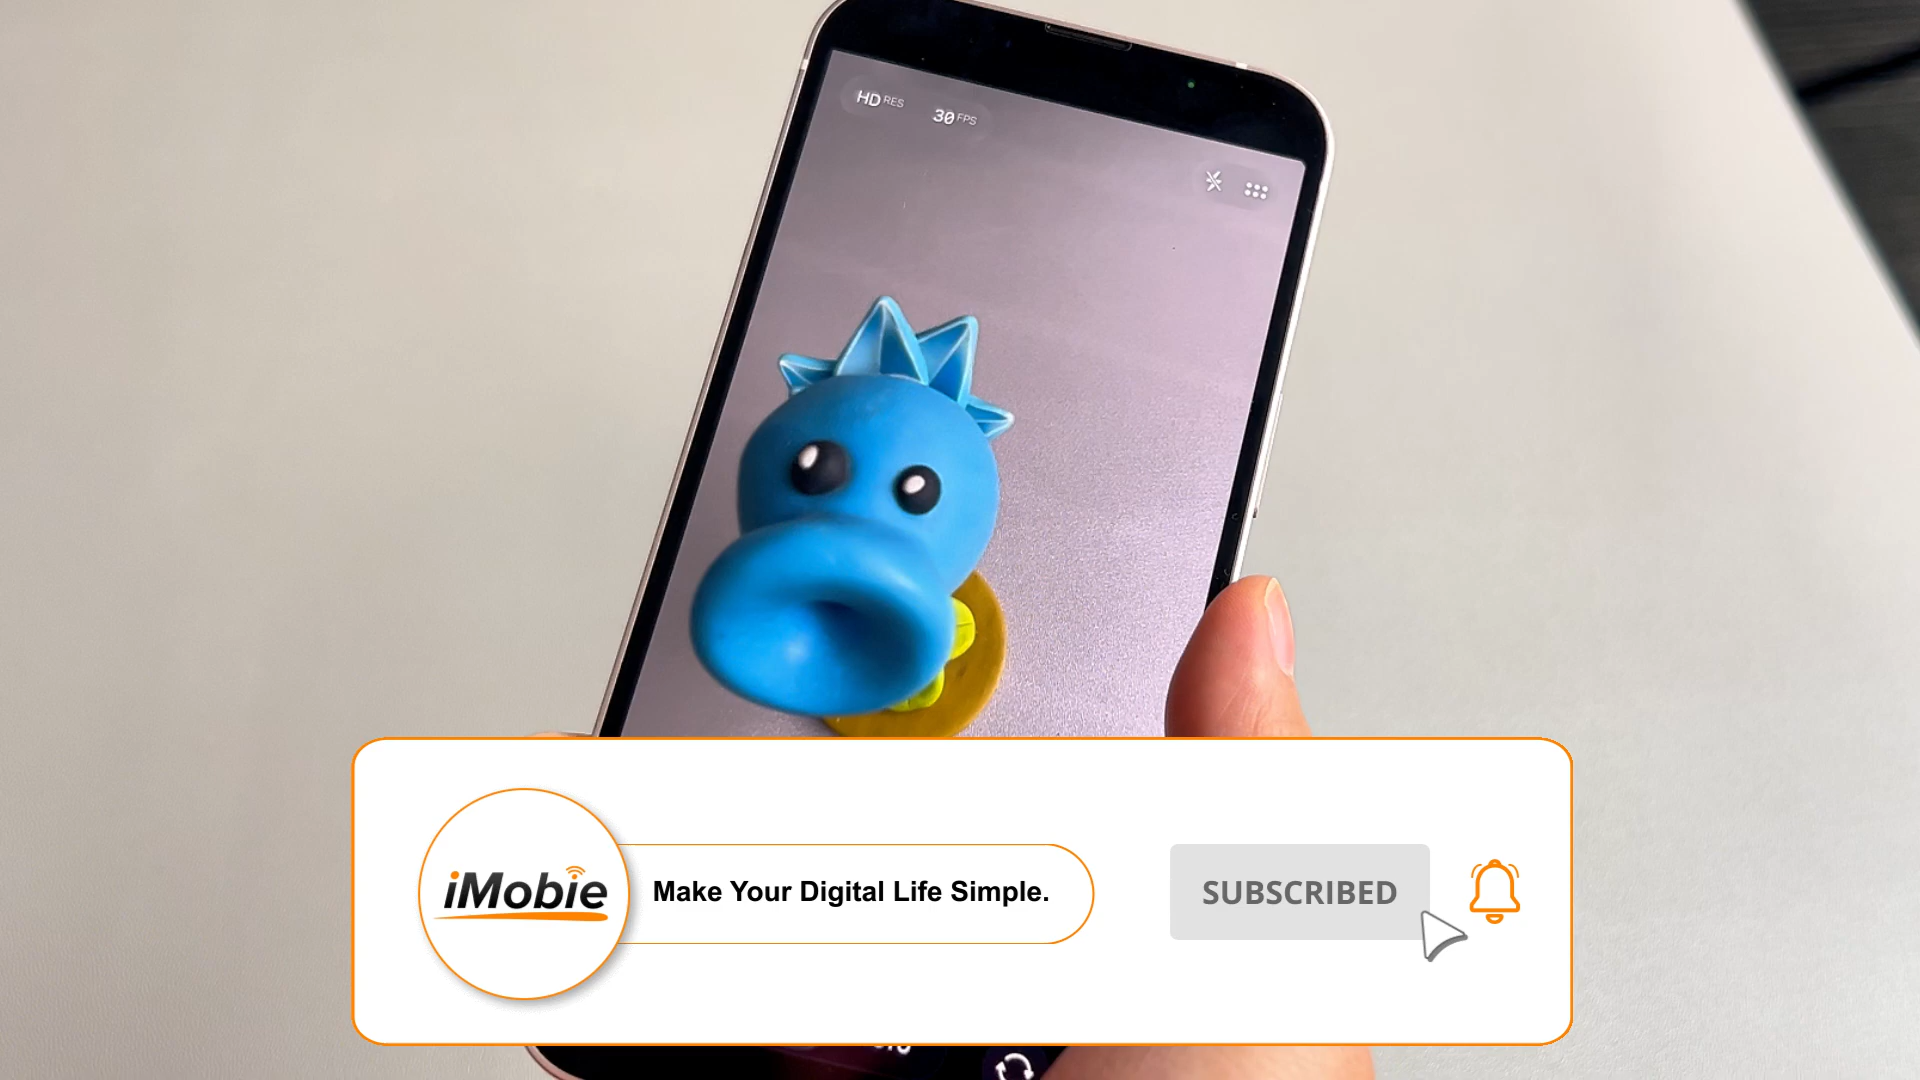 HD RES
30 FPS
iMobie
Make Your Digital Life Simple.
SUBSCRIBED